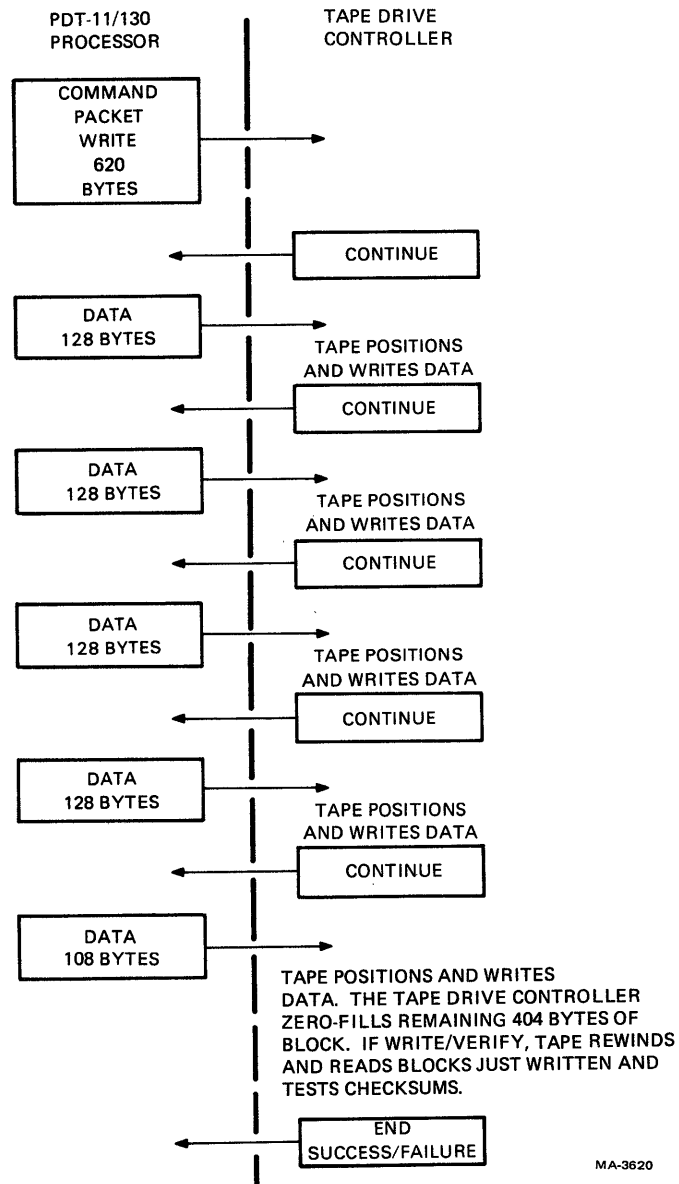 PDT-11/130
PROCESSOR
TAPE DRIVE
CONTROLLER
COMMAND
PACKET
WRITE
620
BYTES
CONTINUE
DATA
128 BYTES
TAPE POSITIONS
AND WRITES DATA
CONTINUE
DATA
128 BYTES
TAPE POSITIONS
AND WRITES DATA
CONTINUE
DATA
128 BYTES
TAPE POSITIONS
AND WRITES DATA
CONTINUE
DATA
128 BYTES
TAPE POSITIONS
AND WRITES DATA
CONTINUE
DATA
108 BYTES
TAPE POSITIONS AND WRITES
DATA. THE TAPE DRIVE CONTROLLER
ZERO-FILLS REMAINING 404 BYTES OF
BLOCK. IF WRITE/VERIFY, TAPE REWINDS
AND READS BLOCKS JUST WRITTEN AND
TESTS CHECKSUMS.
END
SUCCESS/FAILURE
MA-3620